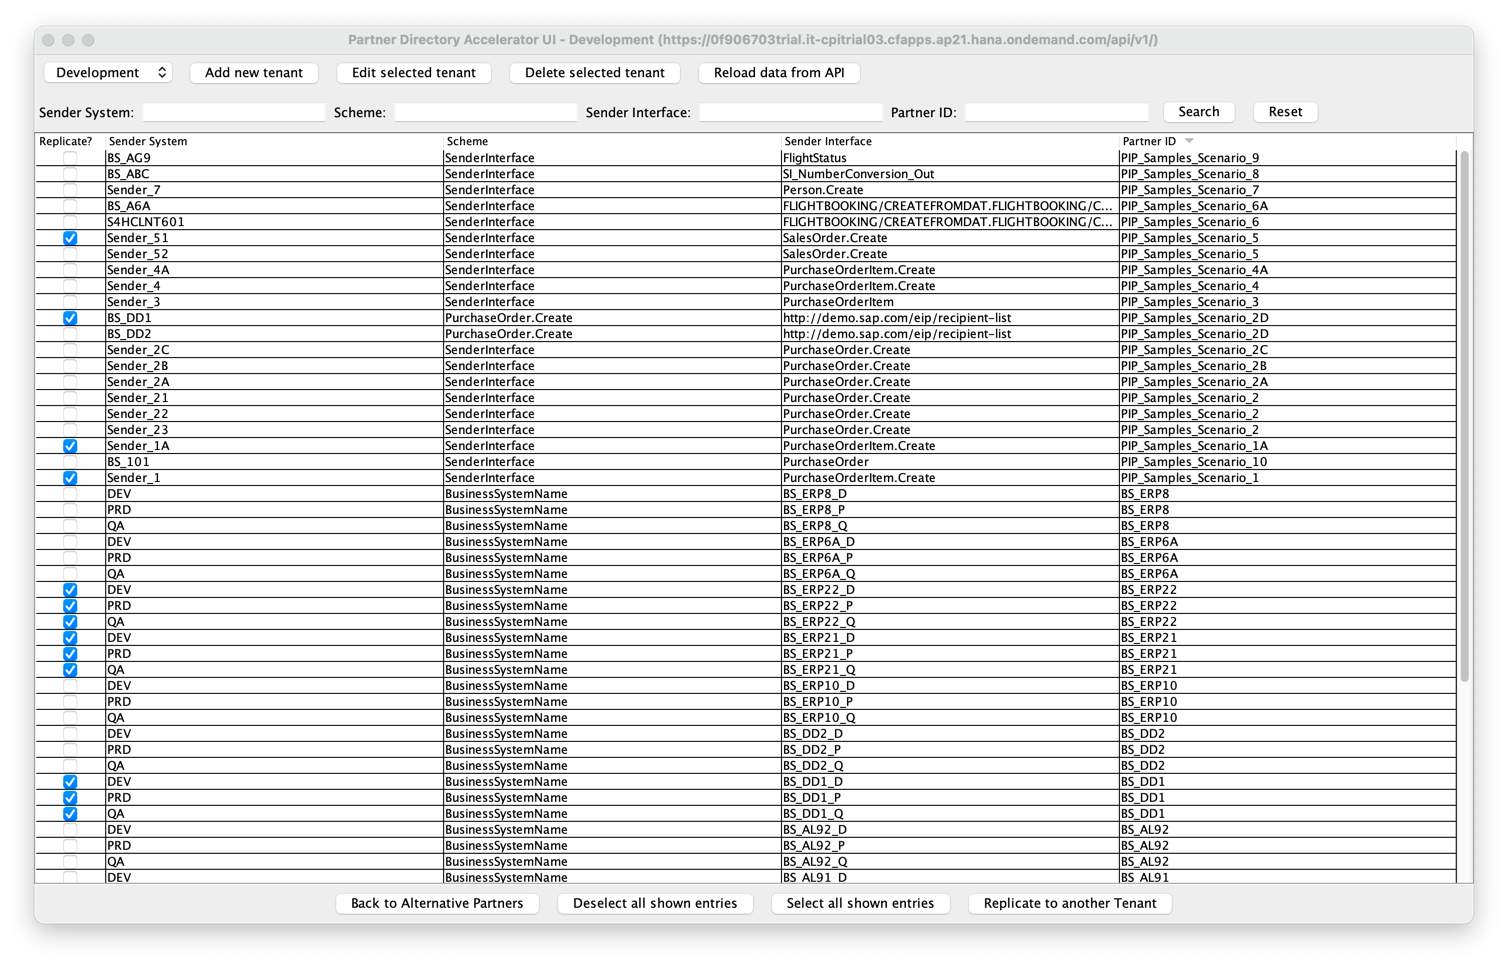 Partner Directory Accelerator UI - Development (https://0f906703trial.it-cpitrial03.cfapps.ap21.hana.ondemand.com/api/v1/)
Development Add new tenant Edit selected tenant Delete selected tenant Reload data from API
Sender System: Scheme: Sender Interface: Partner ID: Search Reset
Replicate? Sender System Scheme Sender Interface Partner ID
BS_AG9 SenderInterface FlightStatus PIP_Samples_Scenario_9
BS_ABC SenderInterface SI_NumberConversion_Out PIP_Samples_Scenario_8
Sender_7 SenderInterface Person.Create PIP_Samples_Scenario_7
BS_A6A SenderInterface FLIGHTBOOKING/CREATEFROMDAT.FLIGHTBOOKING/C... PIP_Samples_Scenario_6A
S4HCLNT601 SenderInterface FLIGHTBOOKING/CREATEFROMDAT.FLIGHTBOOKING/C... PIP_Samples_Scenario_6
Sender_51 SenderInterface SalesOrder.Create PIP_Samples_Scenario_5
Sender_52 SenderInterface SalesOrder.Create PIP_Samples_Scenario_5
Sender_4A SenderInterface PurchaseOrderItem.Create PIP_Samples_Scenario_4A
Sender_4 SenderInterface PurchaseOrderItem.Create PIP_Samples_Scenario_4
Sender_3 SenderInterface PurchaseOrderItem PIP_Samples_Scenario_3
BS_DD1 PurchaseOrder.Create http://demo.sap.com/eip/recipient-list PIP_Samples_Scenario_2D
BS_DD2 PurchaseOrder.Create http://demo.sap.com/eip/recipient-list PIP_Samples_Scenario_2D
Sender_2C SenderInterface PurchaseOrder.Create PIP_Samples_Scenario_2C
Sender_2B SenderInterface PurchaseOrder.Create PIP_Samples_Scenario_2B
Sender_2A SenderInterface PurchaseOrder.Create PIP_Samples_Scenario_2A
Sender_21 SenderInterface PurchaseOrder.Create PIP_Samples_Scenario_2
Sender_22 SenderInterface PurchaseOrder.Create PIP_Samples_Scenario_2
Sender_23 SenderInterface PurchaseOrder.Create PIP_Samples_Scenario_2
Sender_1A SenderInterface PurchaseOrderItem.Create PIP_Samples_Scenario_1A
BS_101 SenderInterface PurchaseOrder PIP_Samples_Scenario_10
Sender_1 SenderInterface PurchaseOrderItem.Create PIP_Samples_Scenario_1
DEV BusinessSystemName BS_ERP8_D BS_ERP8
PRD BusinessSystemName BS_ERP8_P BS_ERP8
QA BusinessSystemName BS_ERP8_Q BS_ERP8
DEV BusinessSystemName BS_ERP6A_D BS_ERP6A
PRD BusinessSystemName BS_ERP6A_P BS_ERP6A
QA BusinessSystemName BS_ERP6A_Q BS_ERP6A
DEV BusinessSystemName BS_ERP22_D BS_ERP22
PRD BusinessSystemName BS_ERP22_P BS_ERP22
QA BusinessSystemName BS_ERP22_Q BS_ERP22
DEV BusinessSystemName BS_ERP21_D BS_ERP21
PRD BusinessSystemName BS_ERP21_P BS_ERP21
QA BusinessSystemName BS_ERP21_Q BS_ERP21
DEV BusinessSystemName BS_ERP10_D BS_ERP10
PRD BusinessSystemName BS_ERP10_P BS_ERP10
QA BusinessSystemName BS_ERP10_Q BS_ERP10
DEV BusinessSystemName BS_DD2_D BS_DD2
PRD BusinessSystemName BS_DD2_P BS_DD2
QA BusinessSystemName BS_DD2_Q BS_DD2
DEV BusinessSystemName BS_DD1_D BS_DD1
PRD BusinessSystemName BS_DD1_P BS_DD1
QA BusinessSystemName BS_DD1_Q BS_DD1
DEV BusinessSystemName BS_AL92_D BS_AL92
PRD BusinessSystemName BS_AL92_P BS_AL92
QA BusinessSystemName BS_AL92_Q BS_AL92
DEV BusinessSystemName BS_AL91_D BS_AL91
Back to Alternative Partners Deselect all shown entries Select all shown entries Replicate to another Tenant